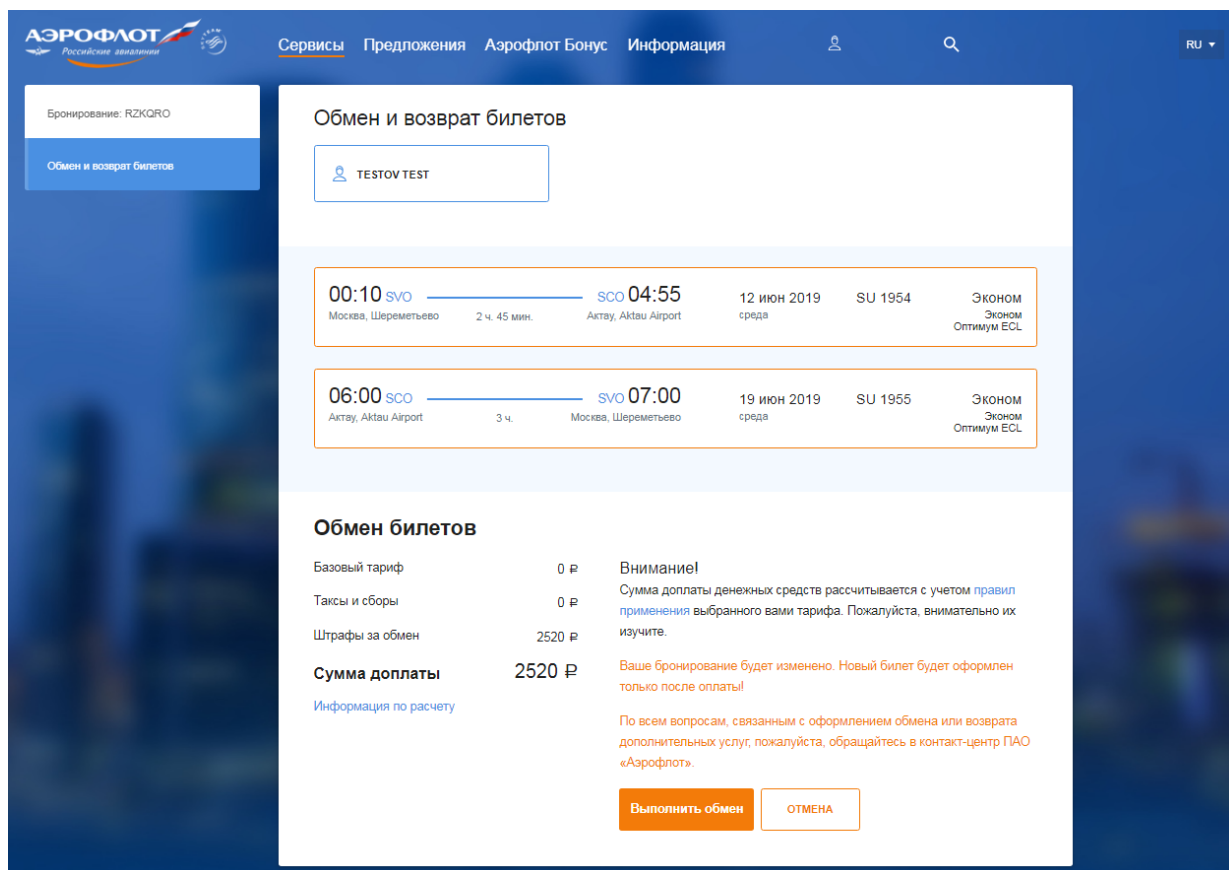 АЭРОФЛОТ
Российские авиалинии
Сервисы Предложения Аэрофлот Бонус Информация RU
Бронирование: RZKQRO
Обмен и возврат билетов
Обмен и возврат билетов
TESTOV TEST
00:10 SVO SCO 04:55 12 июн 2019 SU 1954 Эконом
Москва, Шереметьево 2 ч. 45 мин. Актау, Aktau Airport среда Эконом
Оптимум ECL
06:00 SCO SVO 07:00 19 июн 2019 SU 1955 Эконом
Актау, Aktau Airport 3 ч. Москва, Шереметьево среда Эконом
Оптимум ECL
Обмен билетов
Базовый тариф 0 ₽
Таксы и сборы 0 ₽
Штрафы за обмен 2520 ₽
Сумма доплаты 2520 ₽
Информация по расчету
Внимание!
Сумма доплаты денежных средств рассчитывается с учетом правил
применения выбранного вами тарифа. Пожалуйста, внимательно их
изучите.
Ваше бронирование будет изменено. Новый билет будет оформлен
только после оплаты!
По всем вопросам, связанным с оформлением обмена или возврата
дополнительных услуг, пожалуйста, обращайтесь в контакт-центр ПАО
«Аэрофлот».
Выполнить обмен ОТМЕНА